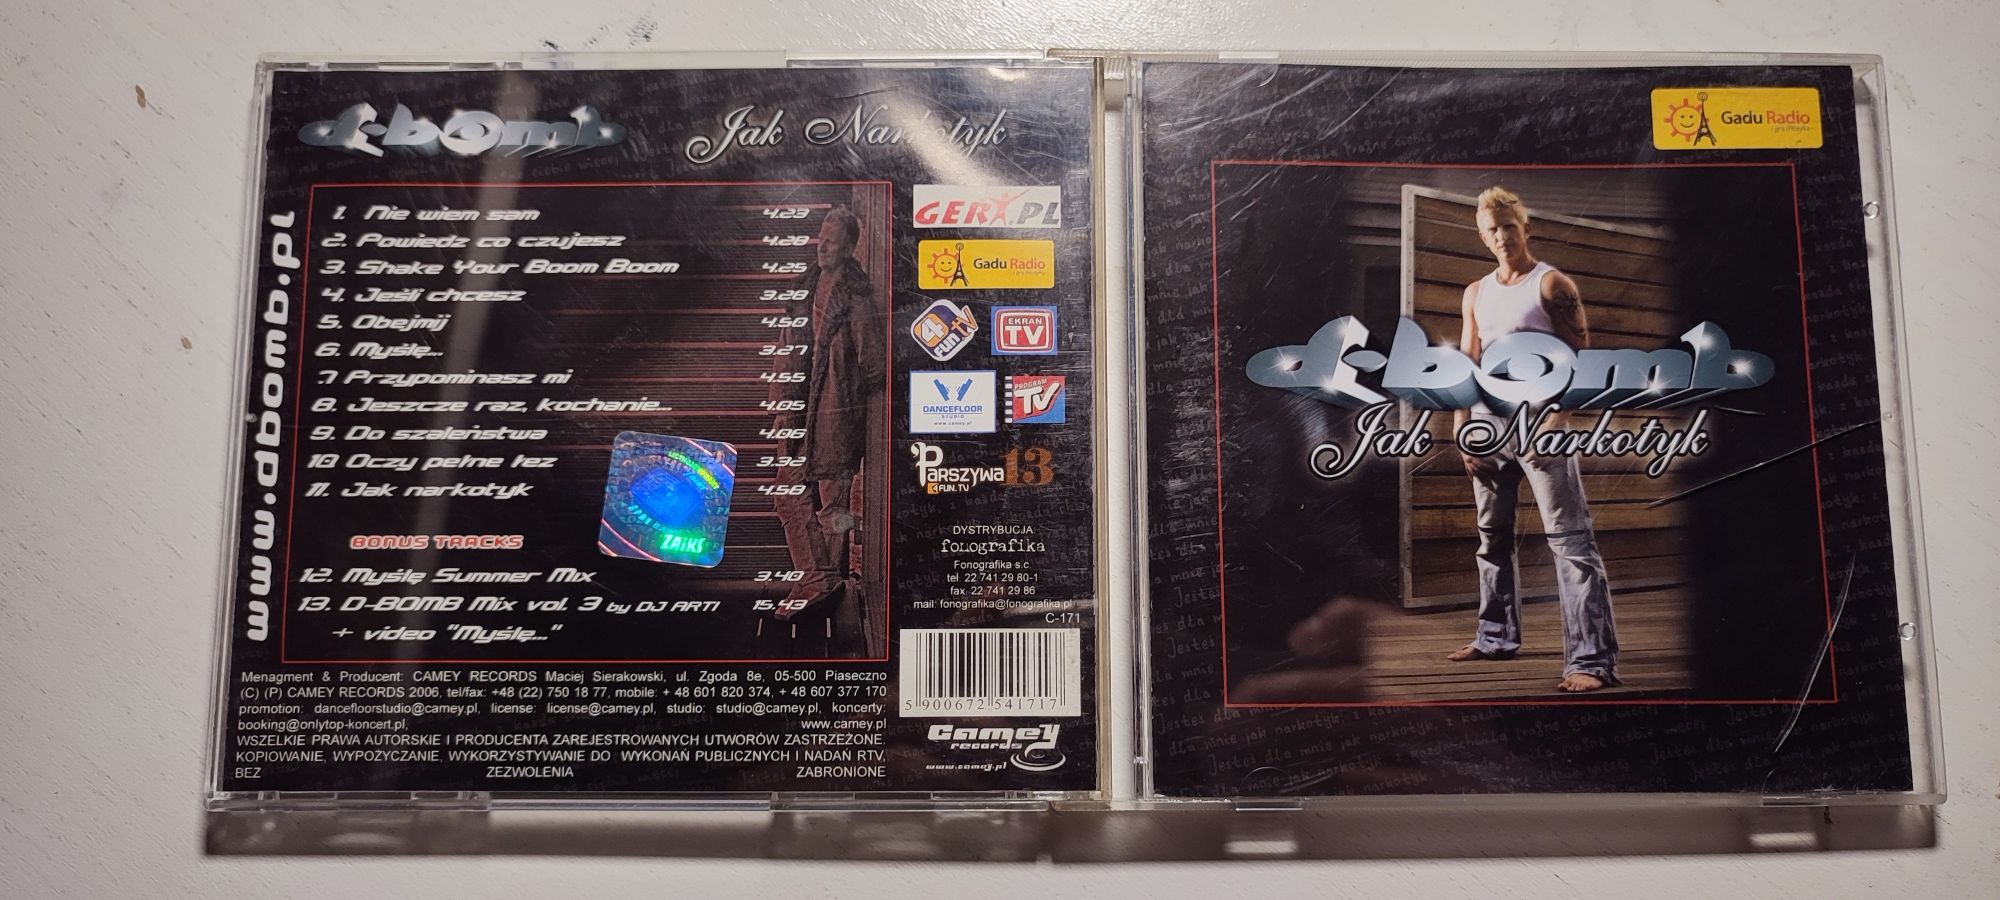 d-bomb
Jak Narkotyk
www.dbomb.pl
1. Nie wiem sam 4.23
2. Powiedz co czujesz 4.28
3. Shake Your Boom Boom 4.25
4. Jeśli chcesz 3.28
5. Obejmij 4.50
6. Myślę... 3.27
7 Przypominasz mi 4.55
8. Jeszcze raz, kochanie... 4.05
9. Do szaleństwa 4.06
10 Oczy pełne łez 3.32
11. Jak narkotyk 4.58
BONUS TRACKS
12. Myślę Summer Mix 3.40
13. D-BOMB Mix vol. 3 by DJ ARTI 15.43
+ video "Myślę..."
ZAiKS
GERY.PL
Gadu Radio
4 fun tv
EKRAN
TV
DANCEFLOOR
STUDIO
www.camey.pl
PROGRAM
TV
Parszywa 13
4FUN.TV
DYSTRYBUCJA:
fonografika
Fonografika s.c.
tel. 22 741 29 80-1
fax. 22 741 29 86
mail: fonografika@fonografika.pl
C-171
5 900672 541717
Camey
records
www.camey.pl
Menagment & Producent: CAMEY RECORDS Maciej Sierakowski, ul. Zgoda 8e, 05-500 Piaseczno
(C) (P) CAMEY RECORDS 2006, tel/fax: +48 (22) 750 18 77, mobile: + 48 601 820 374, + 48 607 377 170
promotion: dancefloorstudio@camey.pl, license: license@camey.pl, studio: studio@camey.pl, koncerty:
booking@onlytop-koncert.pl, www.camey.pl
WSZELKIE PRAWA AUTORSKIE I PRODUCENTA ZAREJESTROWANYCH UTWORÓW ZASTRZEŻONE.
KOPIOWANIE, WYPOŻYCZANIE, WYKORZYSTYWANIE DO WYKONAŃ PUBLICZNYCH I NADAŃ RTV,
BEZ ZEZWOLENIA ZABRONIONE
Gadu Radio
d-bomb
Jak Narkotyk